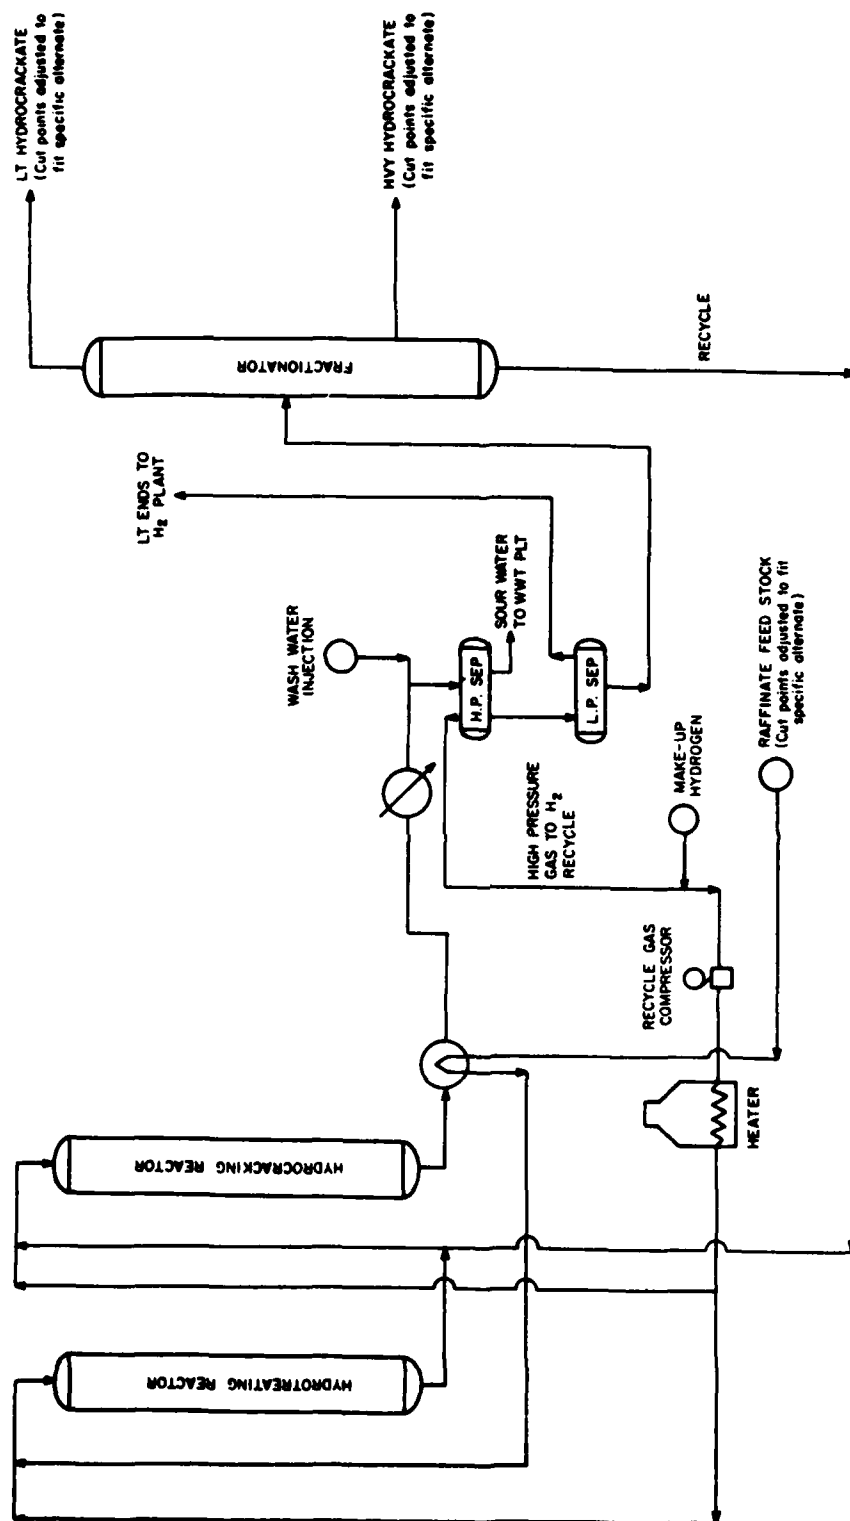 LT HYDROCRACKATE
(Cut points adjusted to
fit specific alternate)
HVY HYDROCRACKATE
(Cut points adjusted to
fit specific alternate)
FRACTIONATOR
RECYCLE
LT ENDS TO
H2 PLANT
WASH WATER
INJECTION
H.P. SEP
SOUR WATER
TO WWT PLT
L.P. SEP
HIGH PRESSURE
GAS TO H2
RECYCLE
MAKE-UP
HYDROGEN
RAFFINATE FEED STOCK
(Cut points adjusted to fit
specific alternate)
RECYCLE GAS
COMPRESSOR
HEATER
HYDROCRACKING REACTOR
HYDROTREATING REACTOR